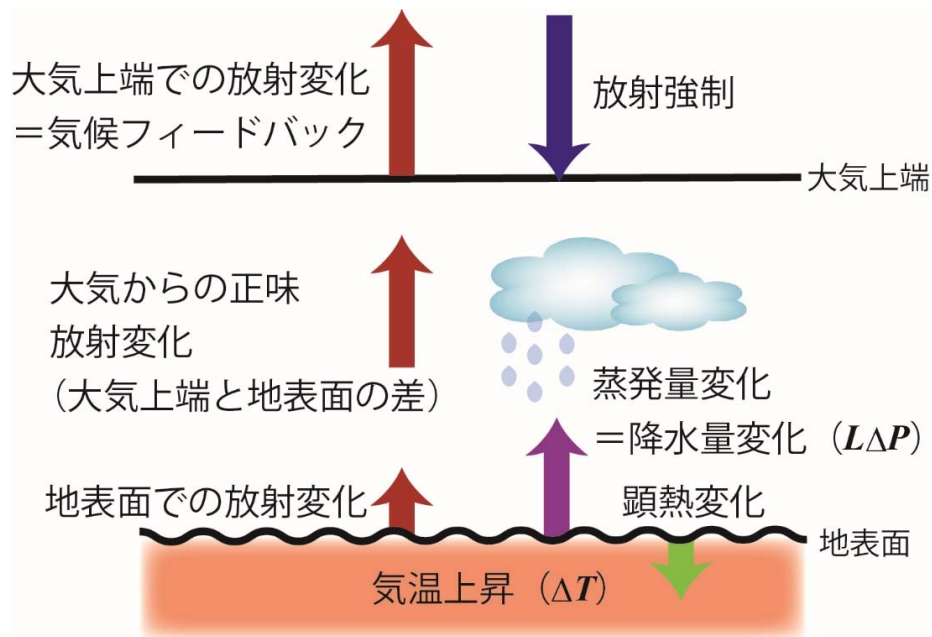 大気上端での放射変化
＝気候フィードバック
放射強制
大気上端
大気からの正味
放射変化
（大気上端と地表面の差）
蒸発量変化
＝降水量変化（LΔP）
地表面での放射変化
顕熱変化
地表面
気温上昇（ΔT）